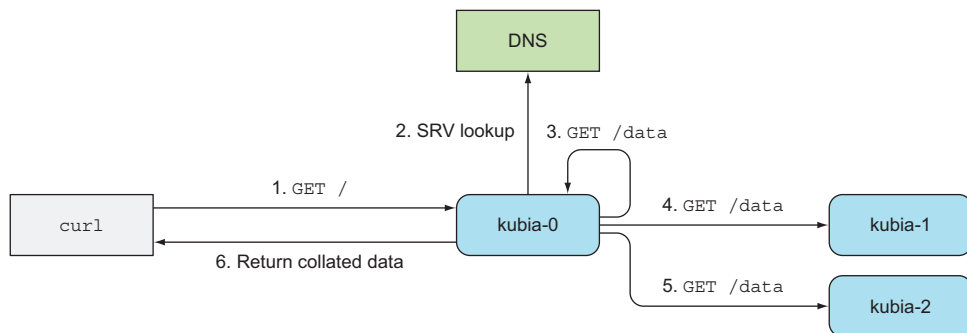 DNS
2. SRV lookup
3. GET /data
1. GET /
4. GET /data
curl
kubia-0
kubia-1
6. Return collated data
5. GET /data
kubia-2